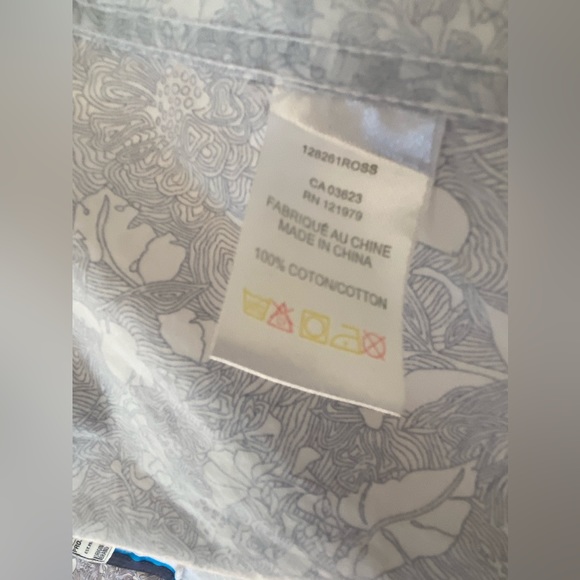 128261ROSS
CA 03623
RN 121979
FABRIQUÉ AU CHINE
MADE IN CHINA
100% COTON/COTTON